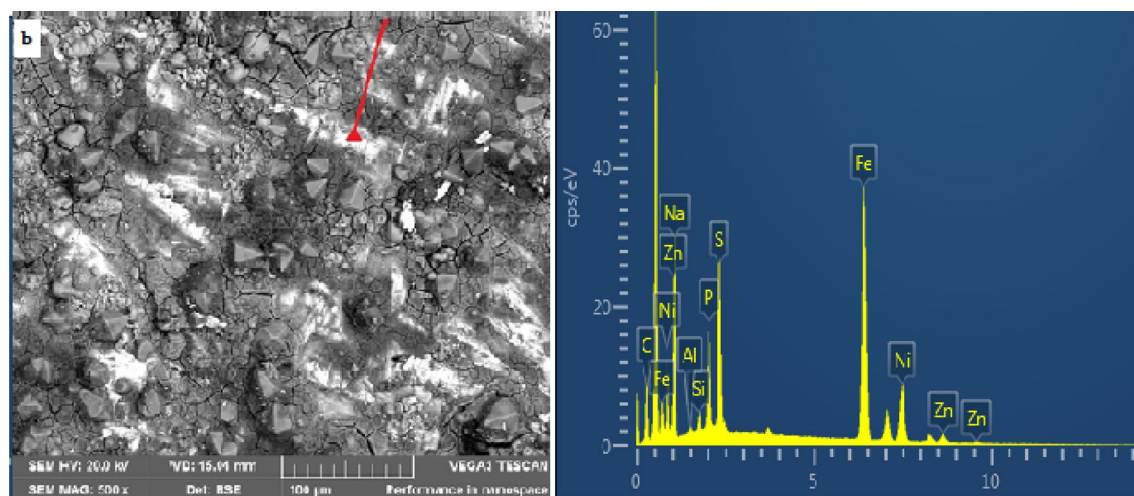 b
SEM HV: 20.0 kV WD: 15.01 mm VEGA3 TESCAN
SEM MAG: 500 x Det: BSE 100 µm Performance in nanospace
cps/eV
60
40
20
0
Fe
Na
Zn
S
P
Ni
C
Al
Fe
Si
Ni
Zn
Zn
0 5 10